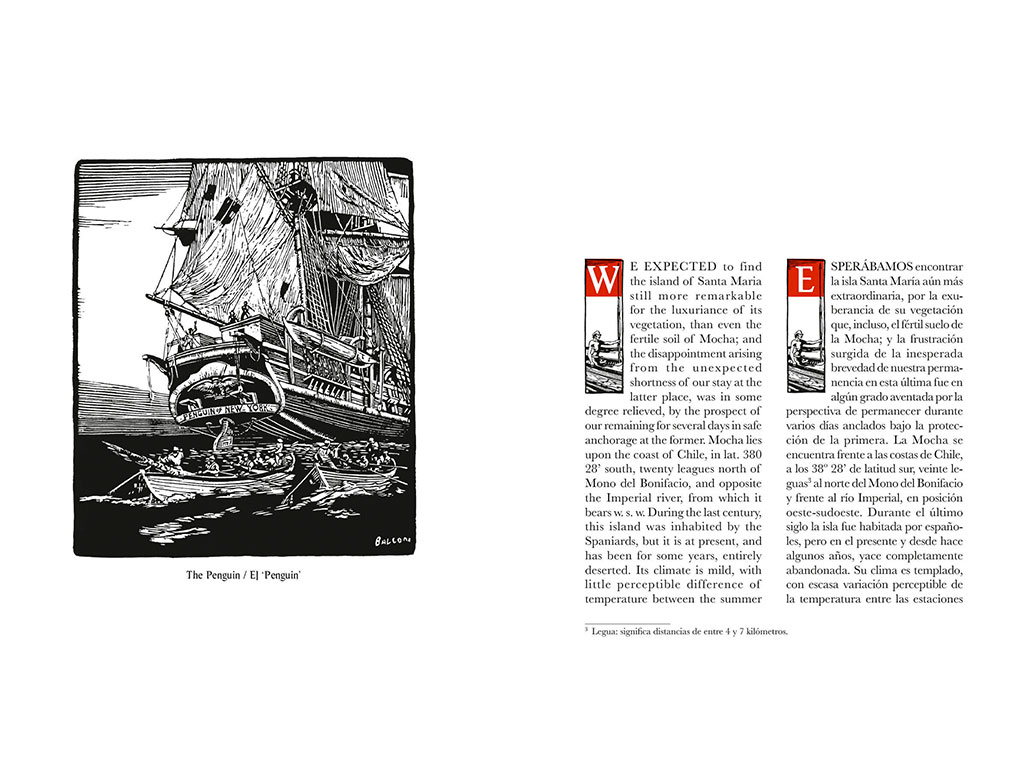 PENGUIN OF NEW YORK
BALCON
The Penguin / El ‘Penguin’
WE EXPECTED to find
the island of Santa Maria
still more remarkable
for the luxuriance of its
vegetation, than even the
fertile soil of Mocha; and
the disappointment arising
from the unexpected
shortness of our stay at the
latter place, was in some
degree relieved, by the prospect of
our remaining for several days in safe
anchorage at the former. Mocha lies
upon the coast of Chile, in lat. 380
28’ south, twenty leagues north of
Mono del Bonifacio, and opposite
the Imperial river, from which it
bears w. s. w. During the last century,
this island was inhabited by the
Spaniards, but it is at present, and
has been for some years, entirely
deserted. Its climate is mild, with
little perceptible difference of
temperature between the summer
ESPERÁBAMOS encontrar
la isla Santa María aún más
extraordinaria, por la exu-
berancia de su vegetación
que, incluso, el fértil suelo de
la Mocha; y la frustración
surgida de la inesperada
brevedad de nuestra perma-
nencia en esta última fue en
algún grado aventada por la
perspectiva de permanecer durante
varios días anclados bajo la protec-
ción de la primera. La Mocha se
encuentra frente a las costas de Chile,
a los 38º 28’ de latitud sur, veinte le-
guas³ al norte del Mono del Bonifacio
y frente al río Imperial, en posición
oeste-sudoeste. Durante el último
siglo la isla fue habitada por españo-
les, pero en el presente y desde hace
algunos años, yace completamente
abandonada. Su clima es templado,
con escasa variación perceptible de
la temperatura entre las estaciones
³ Legua: significa distancias de entre 4 y 7 kilómetros.